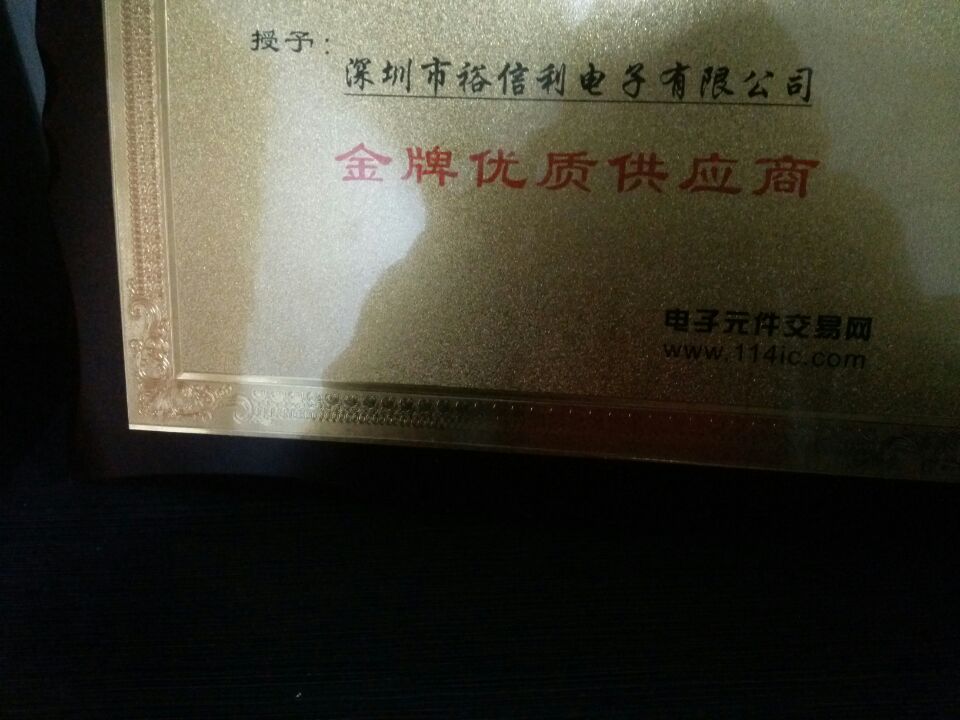 授予：
深圳市裕信利电子有限公司
金牌优质供应商
电子元件交易网
www.114ic.com